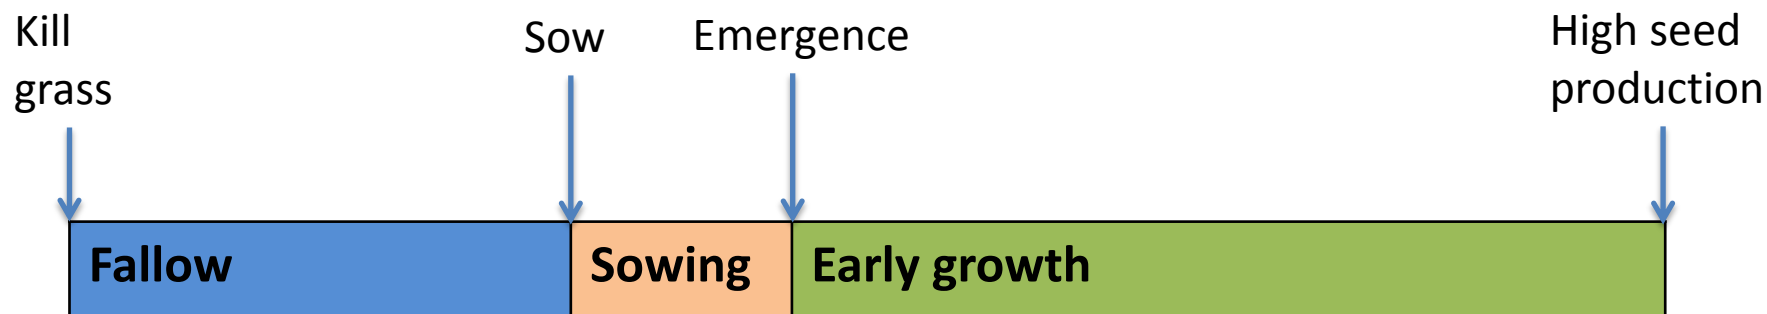 Kill
grass
Sow
Emergence
High seed
production
Fallow
Sowing
Early growth